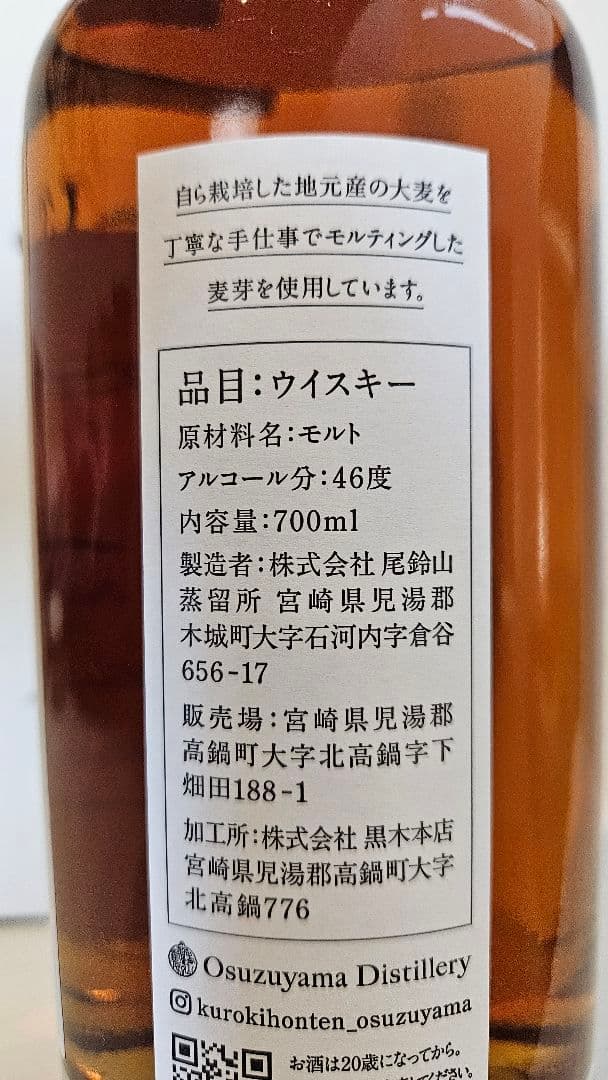 自ら栽培した地元産の大麦を
丁寧な手仕事でモルティングした
麦芽を使用しています。
品目：ウイスキー
原材料名：モルト
アルコール分：46度
内容量：700ml
製造者：株式会社 尾鈴山
蒸留所 宮崎県児湯郡
木城町大字石河内字倉谷
656-17
販売場：宮崎県児湯郡
高鍋町大字北高鍋字下
畑田188-1
加工所：株式会社 黒木本店
宮崎県児湯郡高鍋町大字
北高鍋776
Osuzuyama Distillery
kurokihonten_osuzuyama
お酒は20歳になってから。
ください。